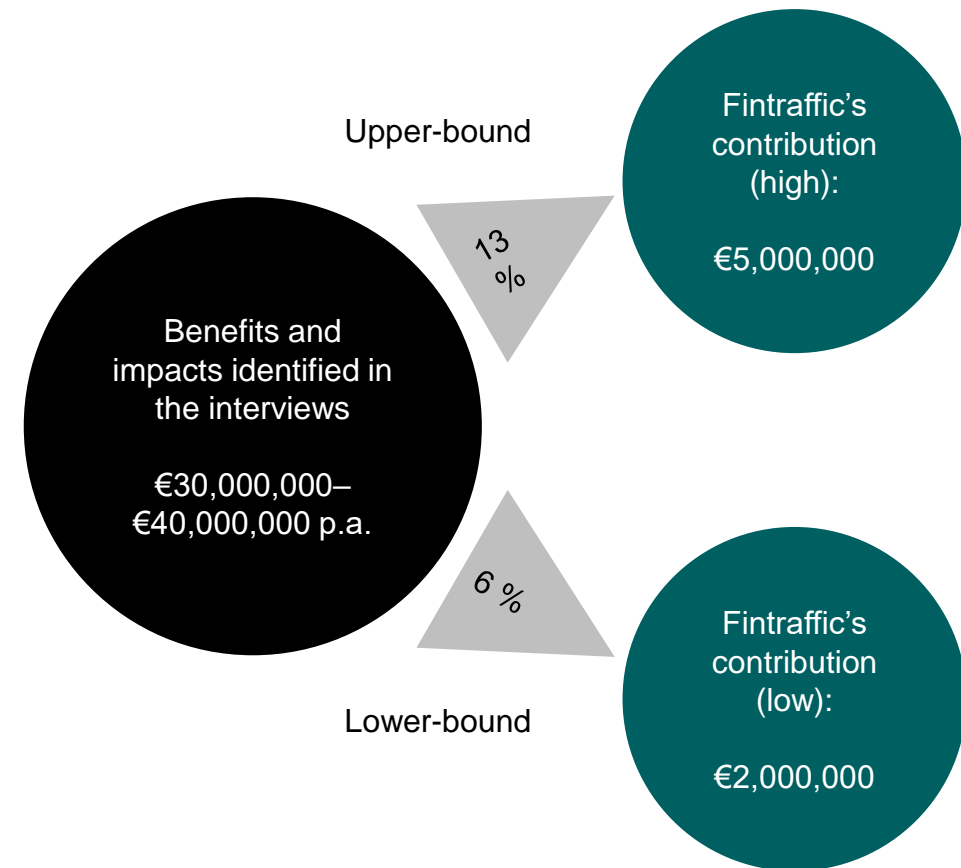 Upper-bound
Fintraffic’s
contribution
(high):
€5,000,000
13
%
Benefits and
impacts identified in
the interviews
€30,000,000–
€40,000,000 p.a.
6 %
Lower-bound
Fintraffic’s
contribution
(low):
€2,000,000